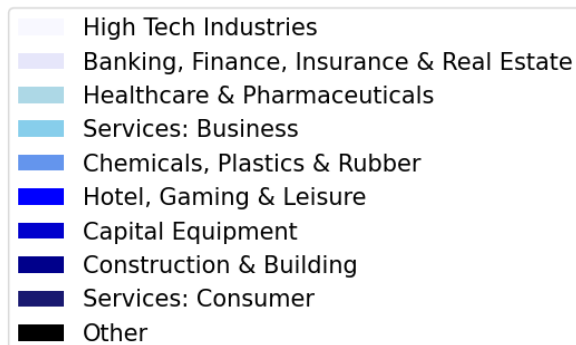 High Tech Industries
Banking, Finance, Insurance & Real Estate
Healthcare & Pharmaceuticals
Services: Business
Chemicals, Plastics & Rubber
Hotel, Gaming & Leisure
Capital Equipment
Construction & Building
Services: Consumer
Other